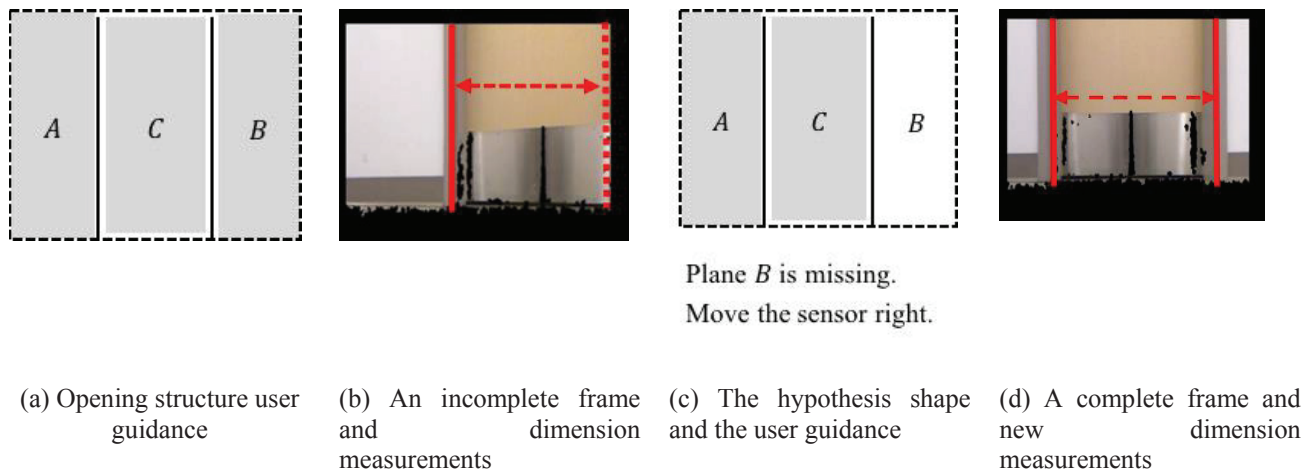 A C B
A C B
Plane B is missing.
Move the sensor right.
(a) Opening structure user
guidance
(b) An incomplete frame
and dimension
measurements
(c) The hypothesis shape
and the user guidance
(d) A complete frame and
new dimension
measurements